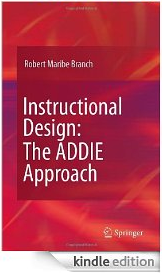 Robert Maribe Branch
Instructional
Design:
The ADDIE
Approach
Springer
kindle edition